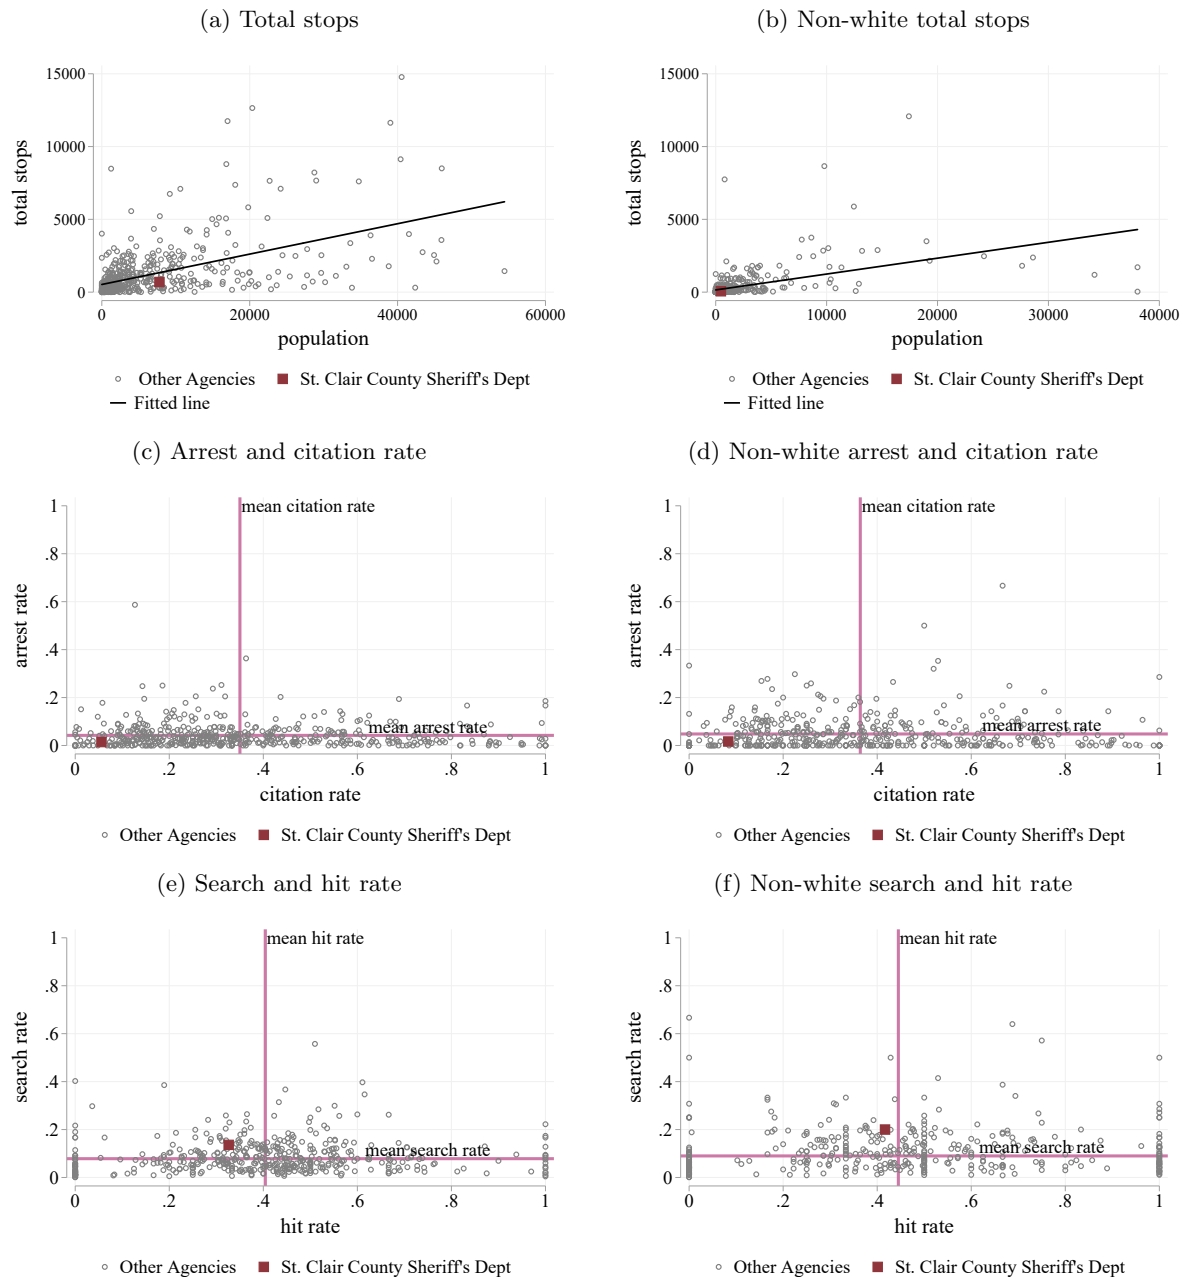 (a) Total stops
(b) Non-white total stops
total stops
15000
10000
5000
0
0 20000 40000 60000
population
Other Agencies St. Clair County Sheriff's Dept
Fitted line
total stops
15000
10000
5000
0
0 10000 20000 30000 40000
population
Other Agencies St. Clair County Sheriff's Dept
Fitted line
(c) Arrest and citation rate
(d) Non-white arrest and citation rate
arrest rate
1
.8
.6
.4
.2
0
mean citation rate
mean arrest rate
0 .2 .4 .6 .8 1
citation rate
Other Agencies St. Clair County Sheriff's Dept
arrest rate
1
.8
.6
.4
.2
0
mean citation rate
mean arrest rate
0 .2 .4 .6 .8 1
citation rate
Other Agencies St. Clair County Sheriff's Dept
(e) Search and hit rate
(f) Non-white search and hit rate
search rate
1
.8
.6
.4
.2
0
mean hit rate
mean search rate
0 .2 .4 .6 .8 1
hit rate
Other Agencies St. Clair County Sheriff's Dept
search rate
1
.8
.6
.4
.2
0
mean hit rate
mean search rate
0 .2 .4 .6 .8 1
hit rate
Other Agencies St. Clair County Sheriff's Dept